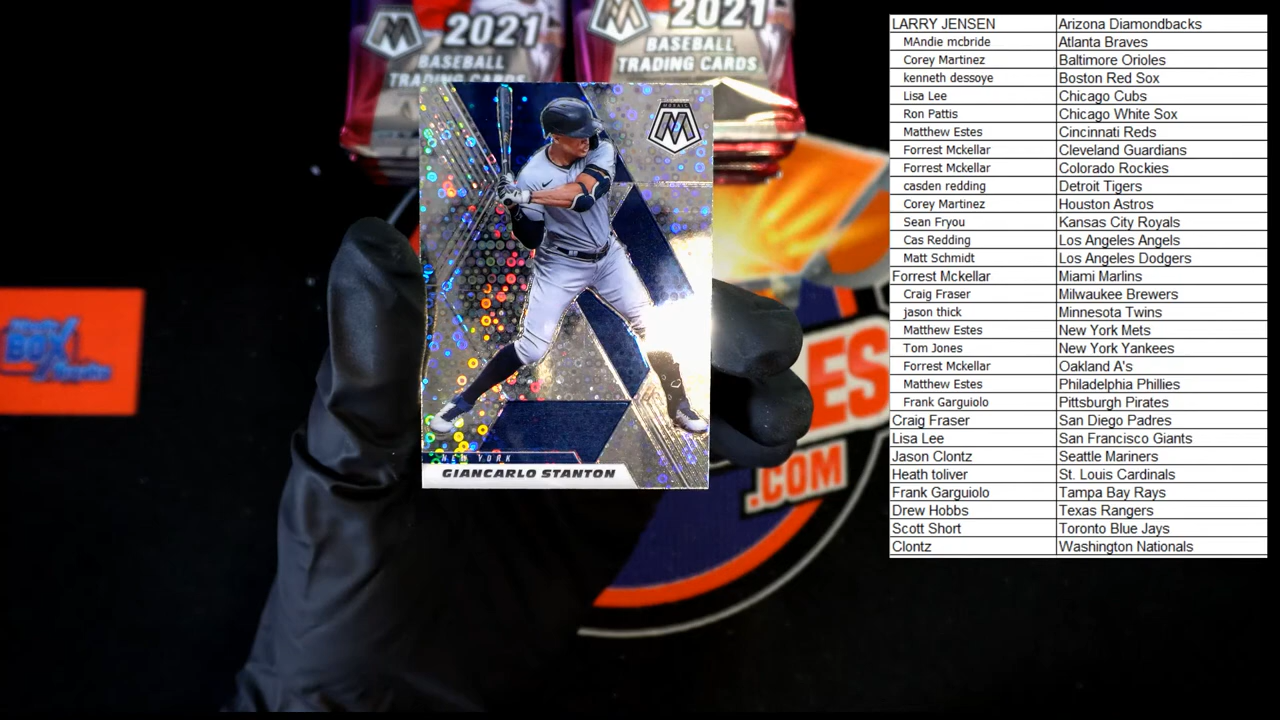 2021
BASEBALL
TRADING CARDS
2021
BASEBALL
TRADING CARDS
MOSAIC
NEW YORK
GIANCARLO STANTON
BOX
ES
.COM
LARRY JENSEN Arizona Diamondbacks
MAndie mcbride Atlanta Braves
Corey Martinez Baltimore Orioles
kenneth dessoye Boston Red Sox
Lisa Lee Chicago Cubs
Ron Pattis Chicago White Sox
Matthew Estes Cincinnati Reds
Forrest Mckellar Cleveland Guardians
Forrest Mckellar Colorado Rockies
casden redding Detroit Tigers
Corey Martinez Houston Astros
Sean Fryou Kansas City Royals
Cas Redding Los Angeles Angels
Matt Schmidt Los Angeles Dodgers
Forrest Mckellar Miami Marlins
Craig Fraser Milwaukee Brewers
jason thick Minnesota Twins
Matthew Estes New York Mets
Tom Jones New York Yankees
Forrest Mckellar Oakland A's
Matthew Estes Philadelphia Phillies
Frank Garguiolo Pittsburgh Pirates
Craig Fraser San Diego Padres
Lisa Lee San Francisco Giants
Jason Clontz Seattle Mariners
Heath toliver St. Louis Cardinals
Frank Garguiolo Tampa Bay Rays
Drew Hobbs Texas Rangers
Scott Short Toronto Blue Jays
Clontz Washington Nationals